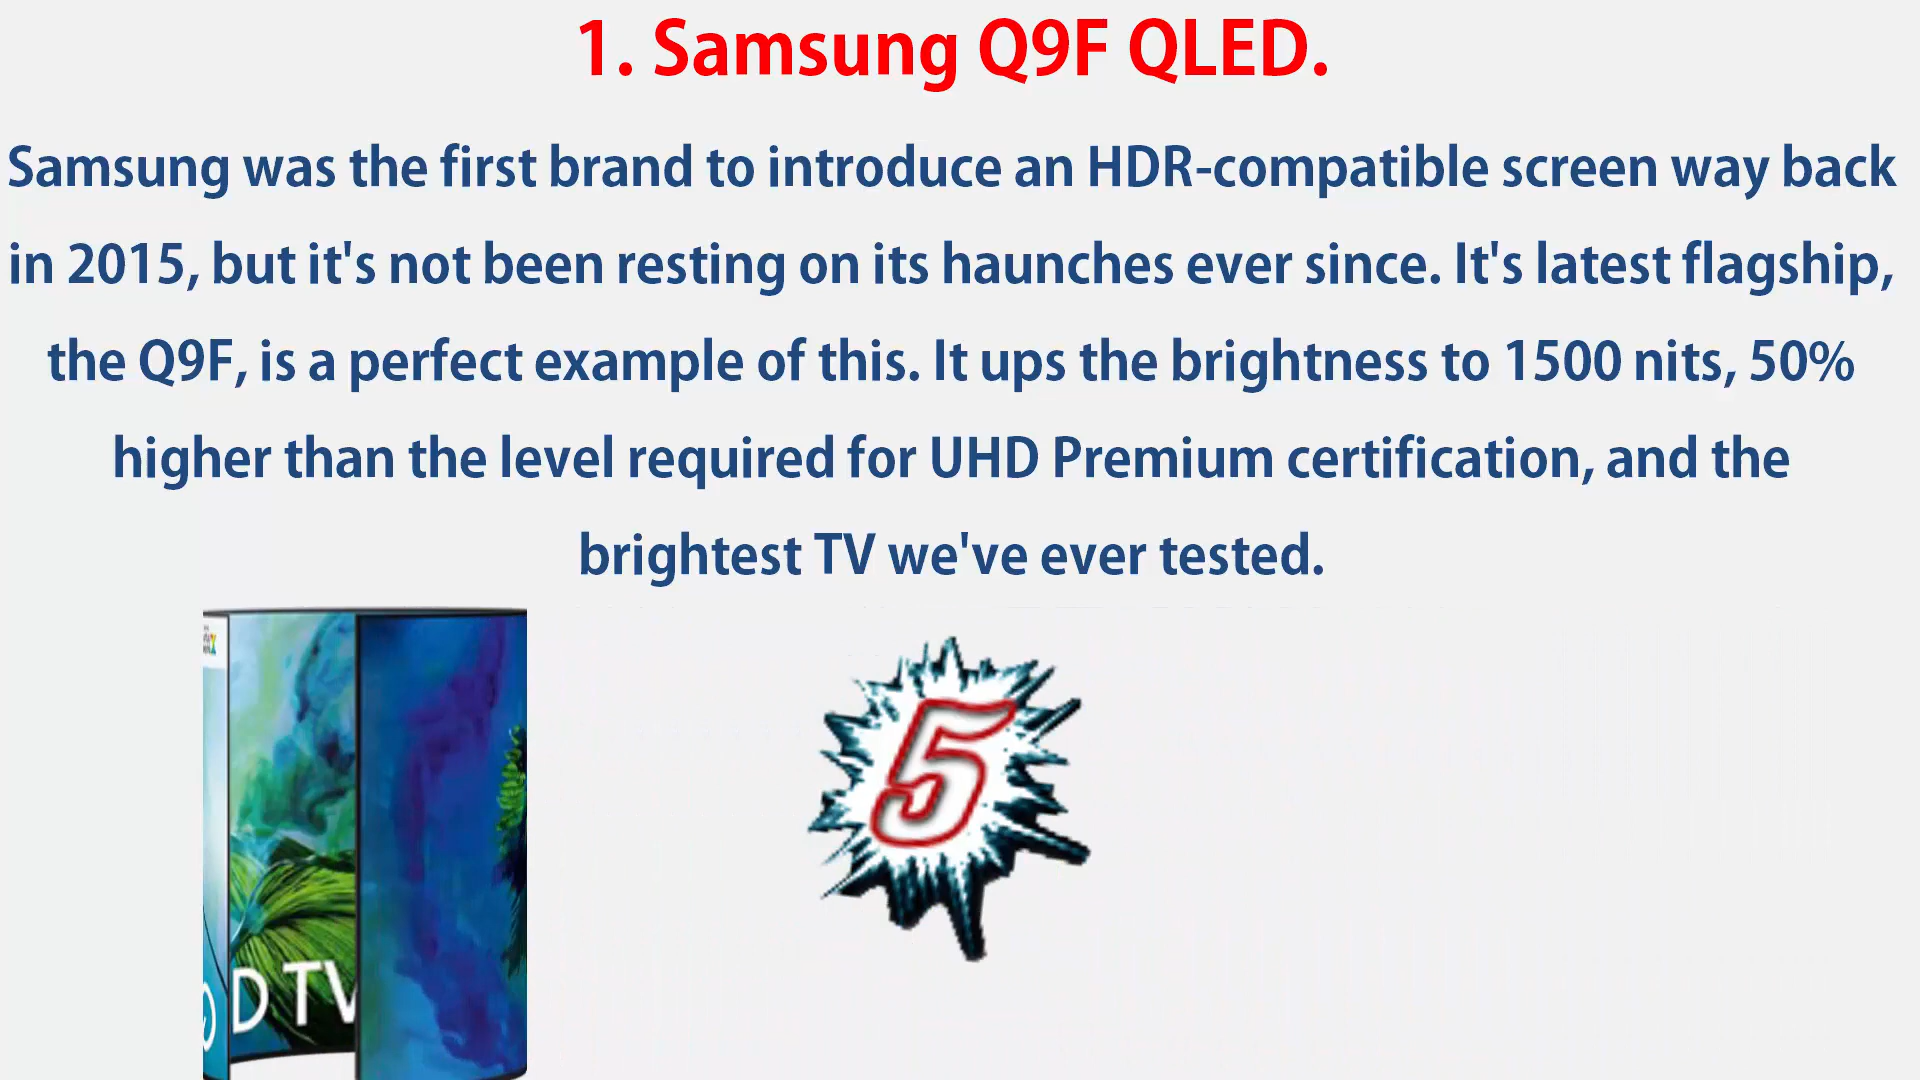 1. Samsung Q9F QLED.
Samsung was the first brand to introduce an HDR-compatible screen way back
in 2015, but it's not been resting on its haunches ever since. It's latest flagship,
the Q9F, is a perfect example of this. It ups the brightness to 1500 nits, 50%
higher than the level required for UHD Premium certification, and the
brightest TV we've ever tested.
5
D TV